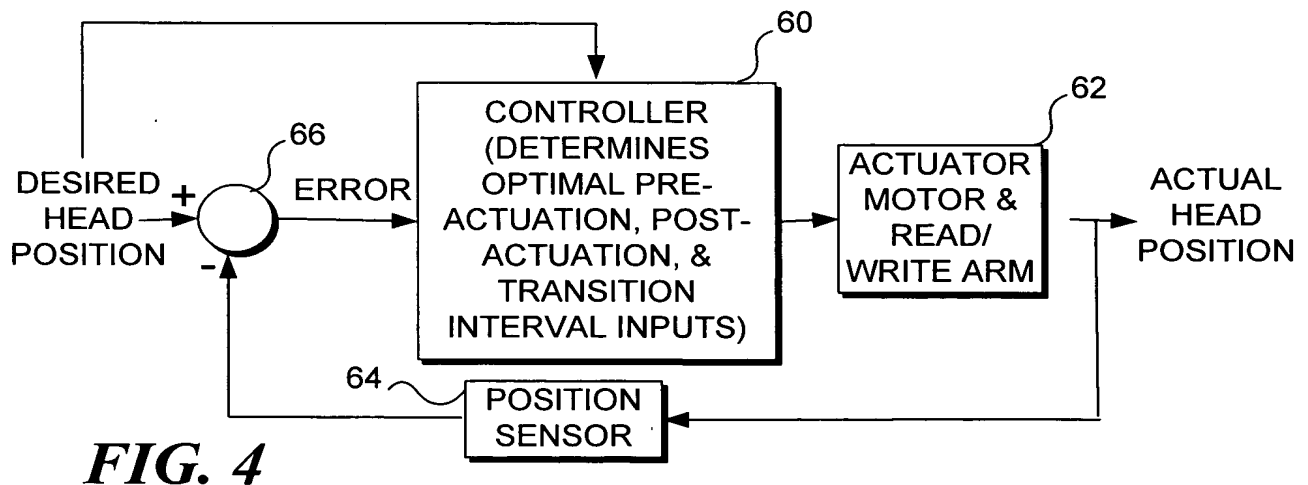 60
CONTROLLER
(DETERMINES
OPTIMAL PRE-
ACTUATION, POST-
ACTUATION, &
TRANSITION
INTERVAL INPUTS)
62
ACTUATOR
MOTOR &
READ/
WRITE ARM
66
DESIRED
HEAD
POSITION
+
-
ERROR
ACTUAL
HEAD
POSITION
64
POSITION
SENSOR
FIG. 4